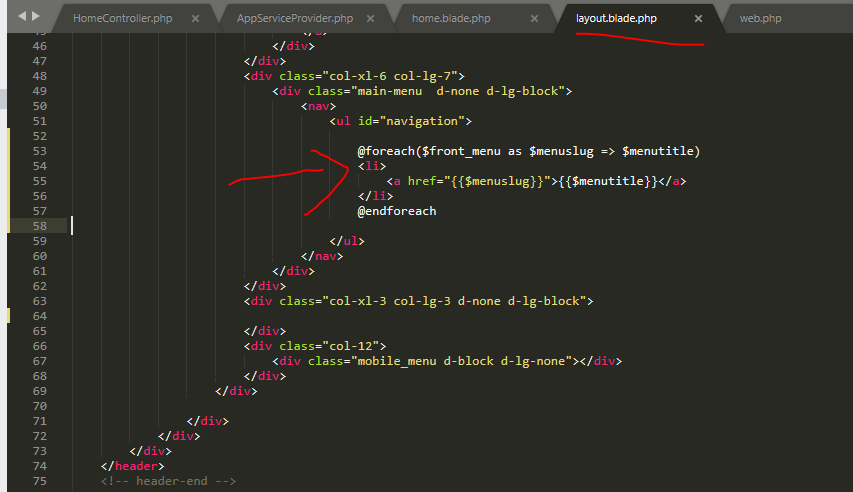 HomeController.php × AppServiceProvider.php × home.blade.php × layout.blade.php × web.php
45 </a>
46 </div>
47 </div>
48 <div class="col-xl-6 col-lg-7">
49 <div class="main-menu  d-none d-lg-block">
50 <nav>
51 <ul id="navigation">
52
53 @foreach($front_menu as $menuslug => $menutitle)
54 <li>
55 <a href="{{$menuslug}}">{{$menutitle}}</a>
56 </li>
57 @endforeach
58
59 </ul>
60 </nav>
61 </div>
62 </div>
63 <div class="col-xl-3 col-lg-3 d-none d-lg-block">
64
65 </div>
66 <div class="col-12">
67 <div class="mobile_menu d-block d-lg-none"></div>
68 </div>
69 </div>
70
71 </div>
72 </div>
73 </div>
74 </header>
75 <!-- header-end -->